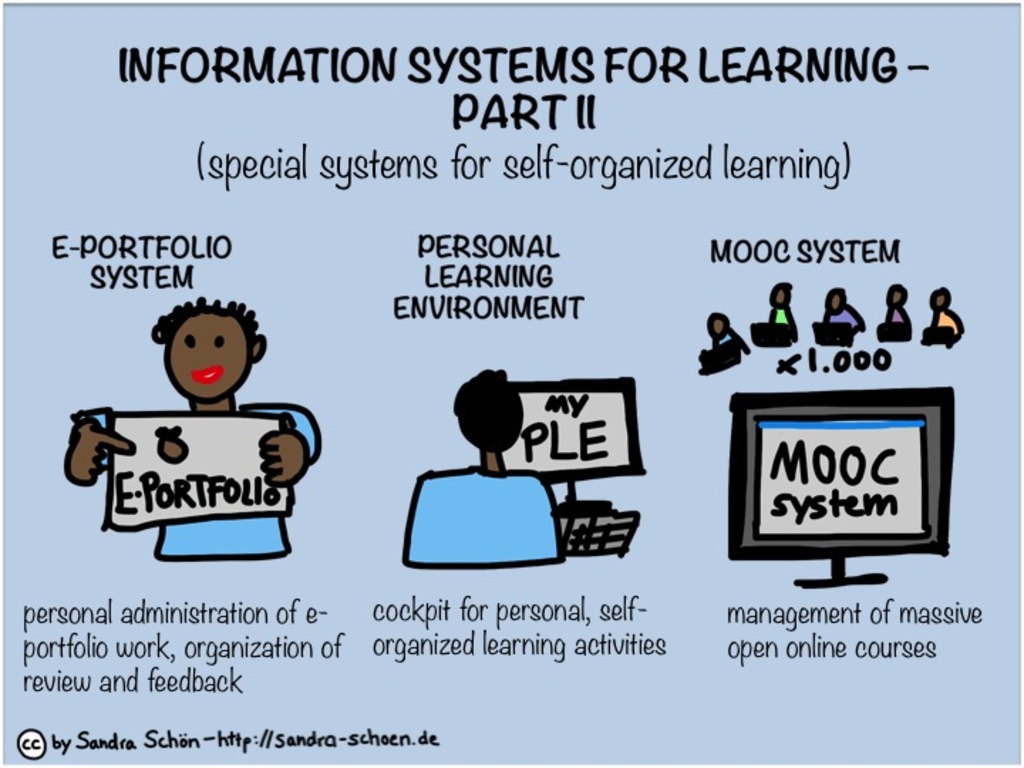 INFORMATION SYSTEMS FOR LEARNING –
PART II
(special systems for self-organized learning)
E-PORTFOLIO
SYSTEM
E-PORTFOLIO
personal administration of e-
portfolio work, organization of
review and feedback
PERSONAL
LEARNING
ENVIRONMENT
MY
PLE
cockpit for personal, self-
organized learning activities
MOOC SYSTEM
x 1.000
MOOC
system
management of massive
open online courses
cc by Sandra Schön – http://sandra-schoen.de